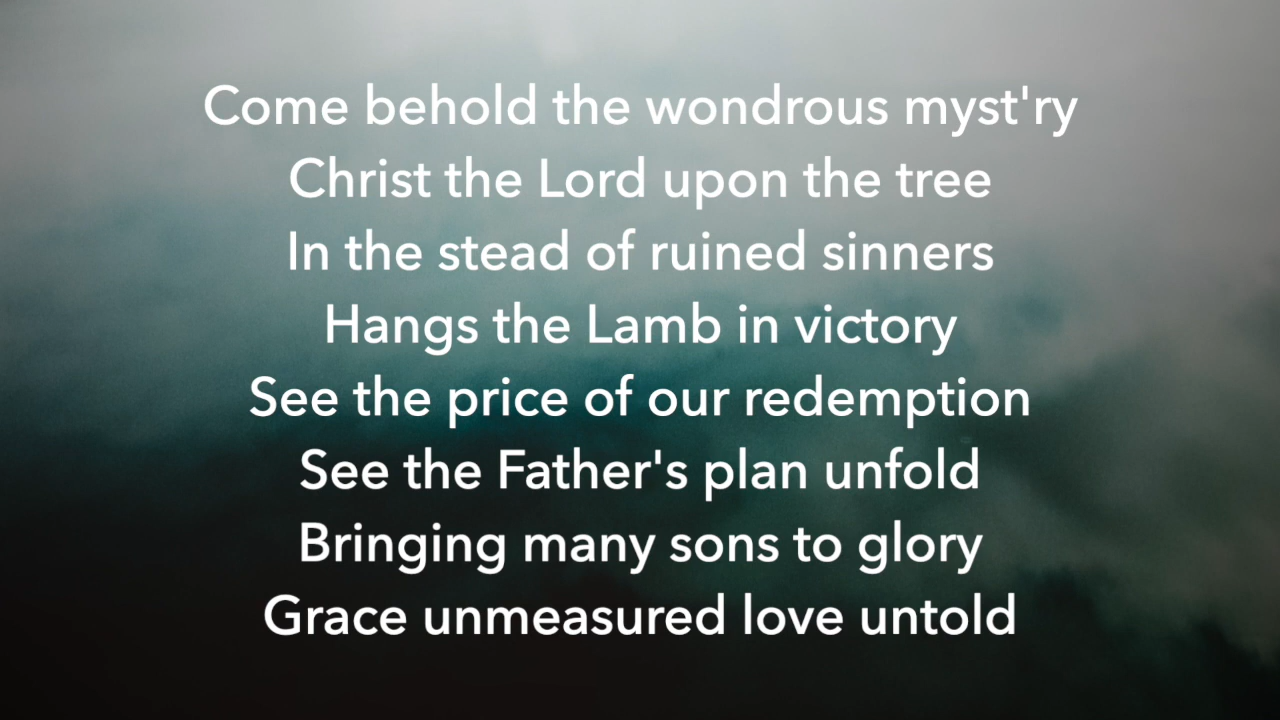 Come behold the wondrous myst'ry
Christ the Lord upon the tree
In the stead of ruined sinners
Hangs the Lamb in victory
See the price of our redemption
See the Father's plan unfold
Bringing many sons to glory
Grace unmeasured love untold